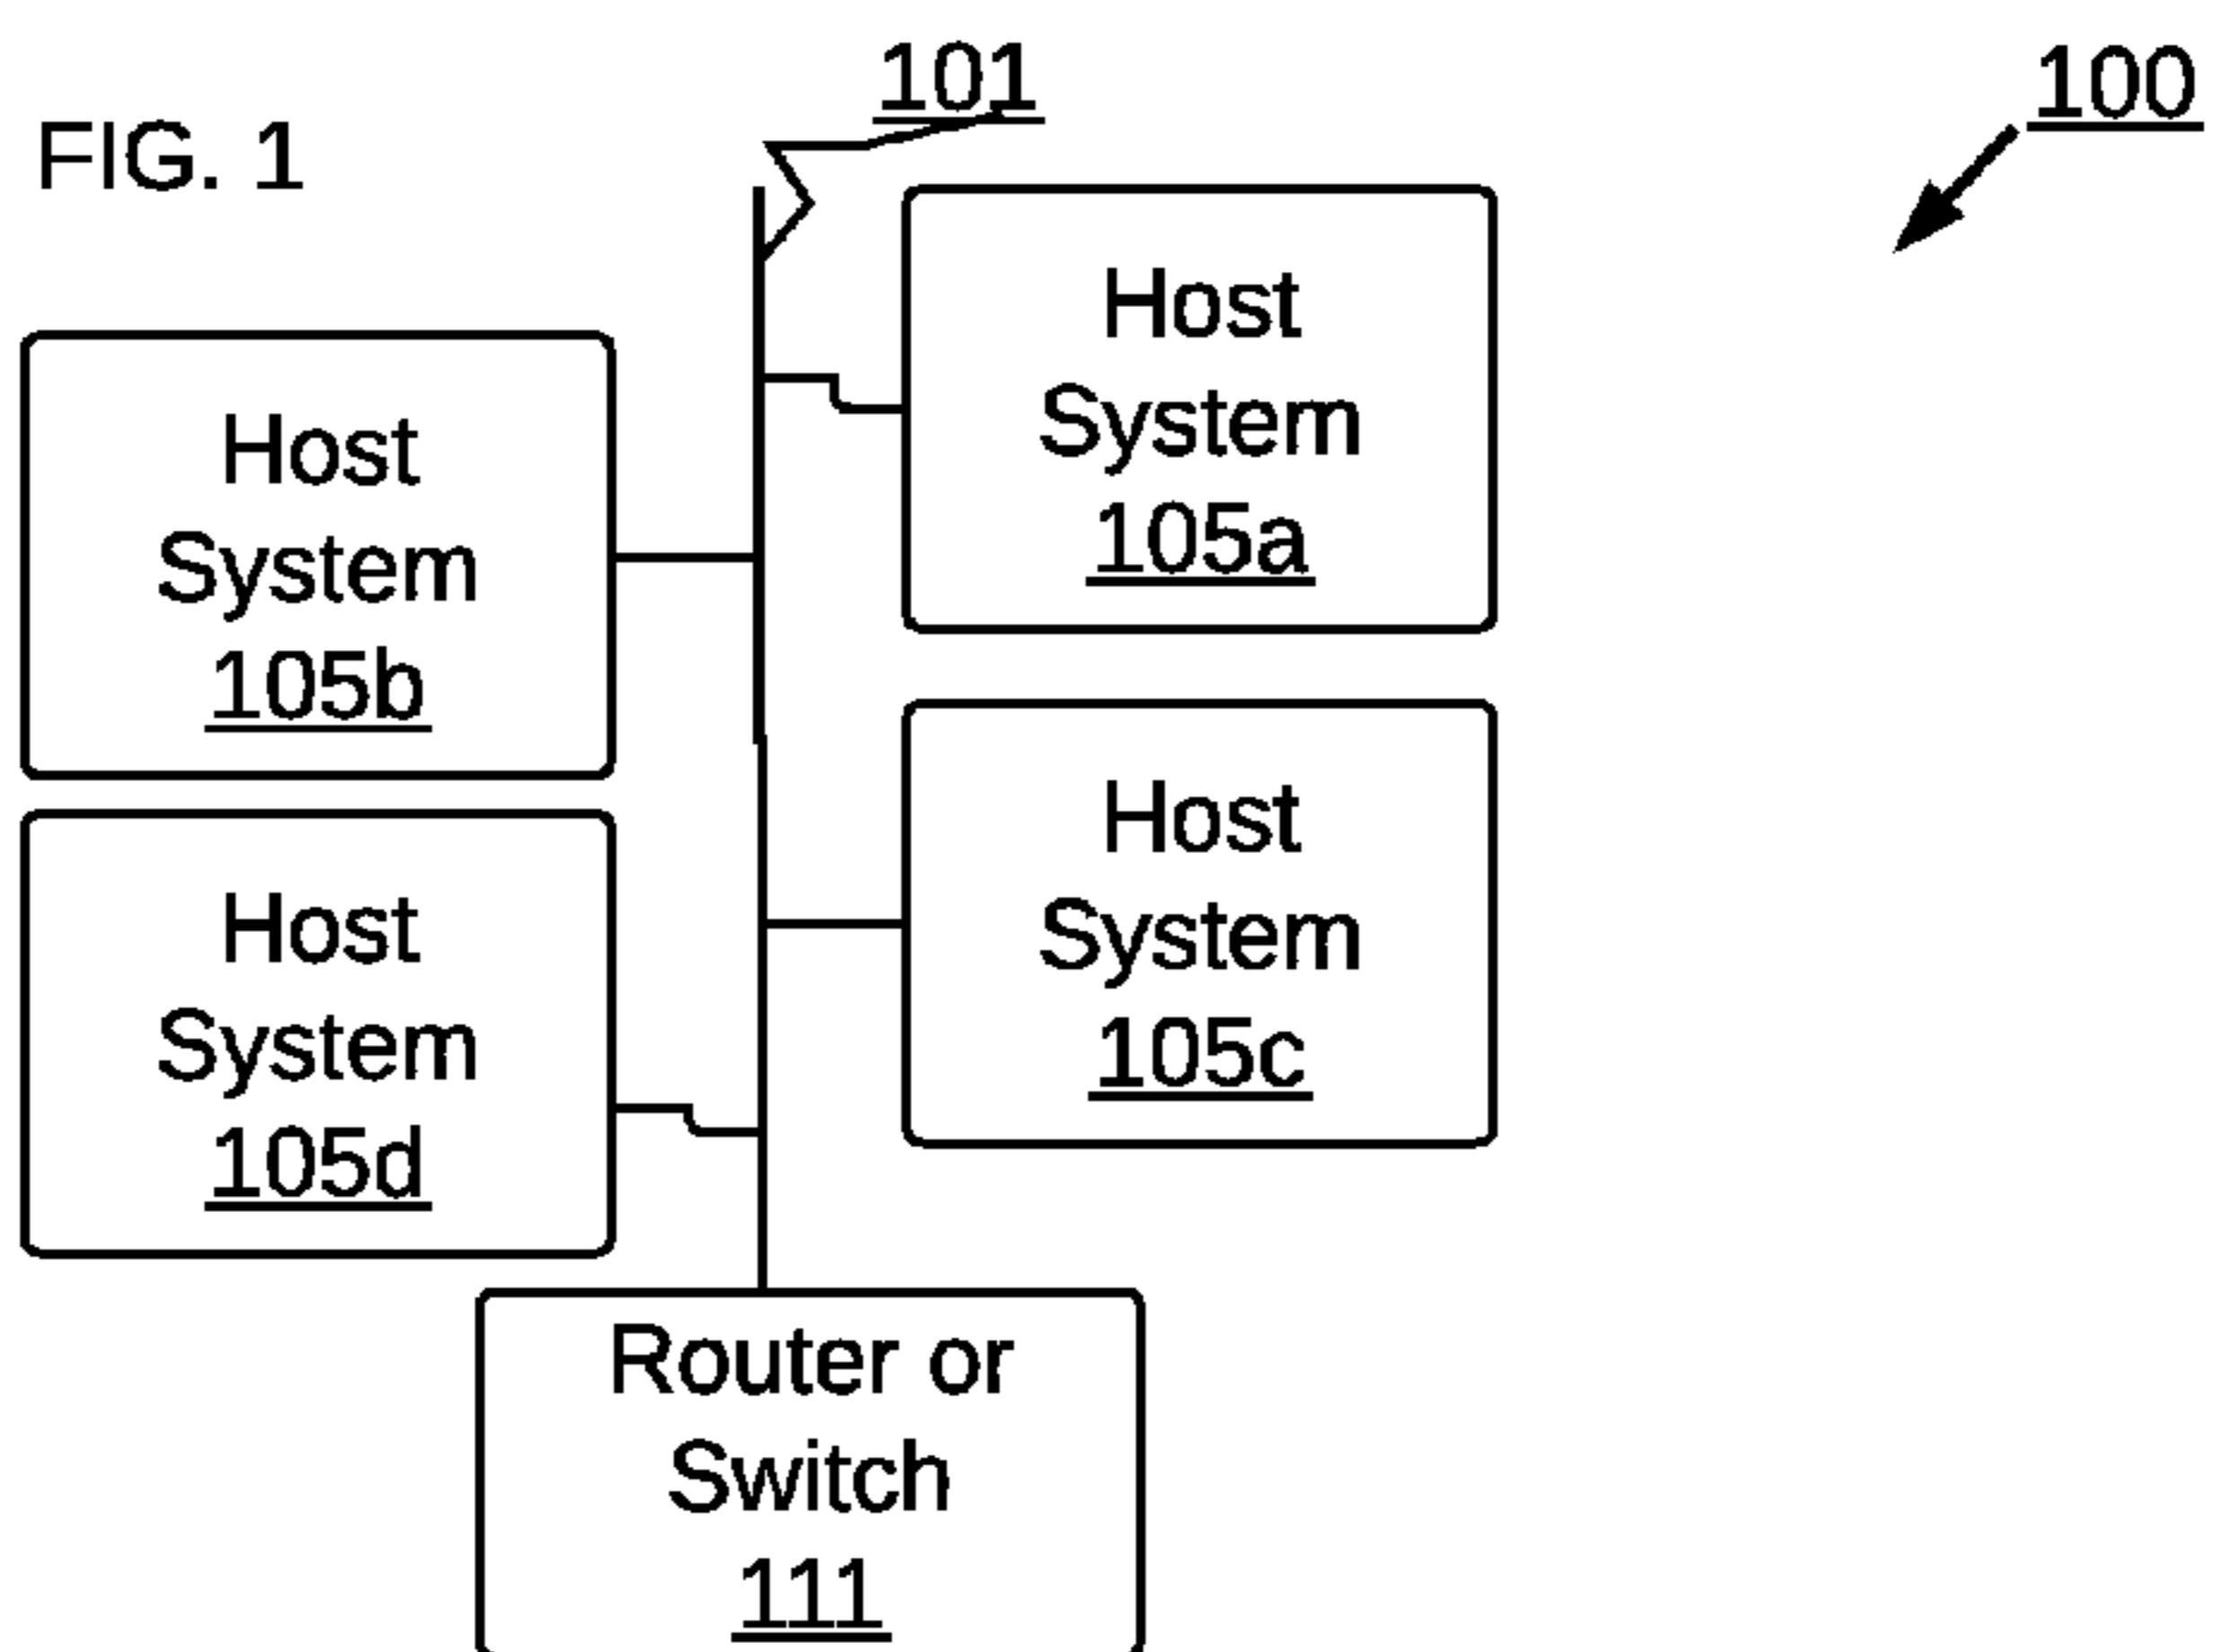 101
100
FIG. 1
Host
System
105a
Host
System
105b
Host
System
105c
Host
System
105d
Router or
Switch
111